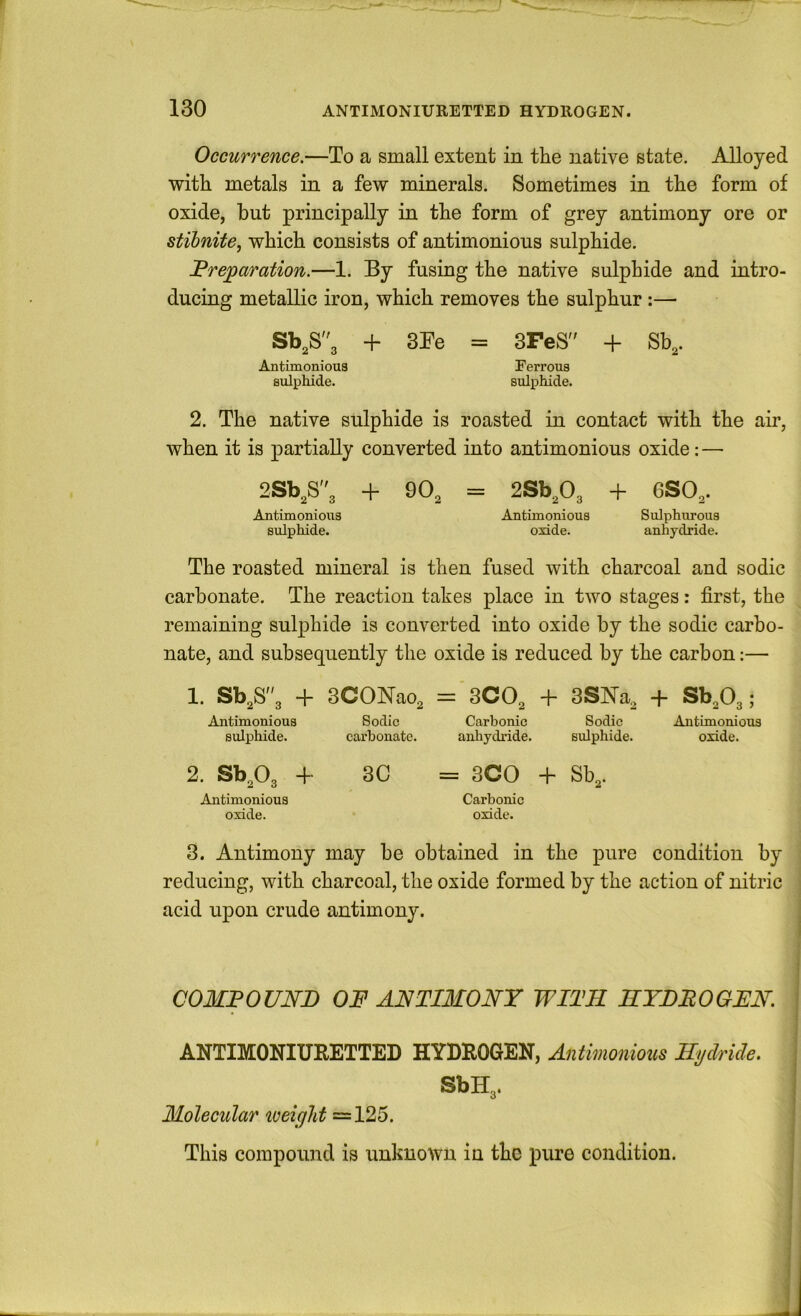 130 ANTIMONIURETTED HYDROGEN.
Occurrence.—To a small extent in the native state. Alloyed
with metals in a few minerals. Sometimes in the form of
oxide, but principally in the form of grey antimony ore or
stibnite, which consists of antimonious sulphide.
Preparation.—1. By fusing the native sulphide and intro-
ducing metallic iron, which removes the sulphur :—
Sb₂S″₃ + 3Fe = 3FeS″ + Sb₂.
Antimonious Ferrous
sulphide. sulphide.
2. The native sulphide is roasted in contact with the air,
when it is partially converted into antimonious oxide :—
2Sb₂S″₃ + 9O₂ = 2Sb₂O₃ + 6SO₂.
Antimonious Antimonious Sulphurous
sulphide. oxide. anhydride.
The roasted mineral is then fused with charcoal and sodic
carbonate. The reaction takes place in two stages: first, the
remaining sulphide is converted into oxide by the sodic carbo-
nate, and subsequently the oxide is reduced by the carbon:—
1. Sb₂S″₃ + 3CONao₂ = 3CO₂ + 3SNa₂ + Sb₂O₃ ;
Antimonious Sodic Carbonic Sodic Antimonious
sulphide. carbonate. anhydride. sulphide. oxide.
2. Sb₂O₃ + 3C = 3CO + Sb₂.
Antimonious Carbonic
oxide. oxide.
3. Antimony may be obtained in the pure condition by
reducing, with charcoal, the oxide formed by the action of nitric
acid upon crude antimony.
COMPOUND OF ANTIMONY WITH HYDROGEN.
ANTIMONIURETTED HYDROGEN, Antimonious Hydride.
SbH₃.
Molecular weight =125.
This compound is unknown in the pure condition.